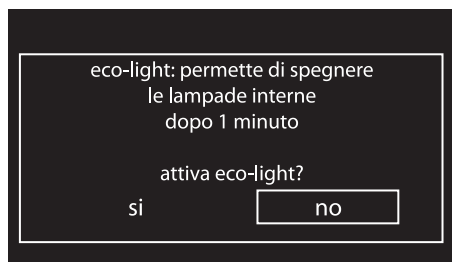 eco-light: permette di spegnere
le lampade interne
dopo 1 minuto
attiva eco-light?
si no